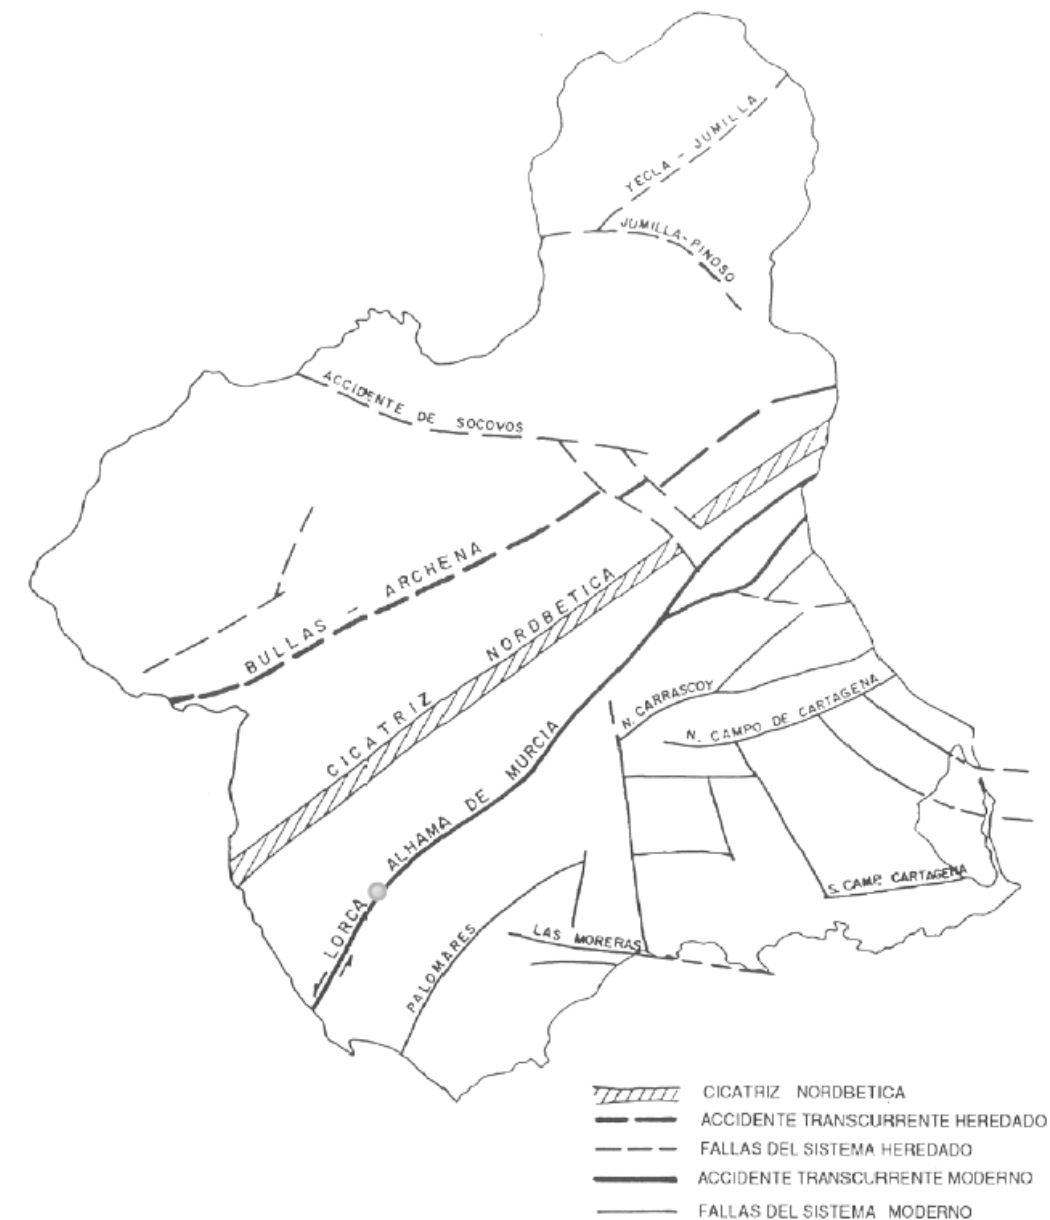 YECLA - JUMILLA
JUMILLA-PINOSO
ACCIDENTE DE SOCOVOS
BULLAS - ARCHENA
CICATRIZ NORDBETICA
N. CARRASCOY
N. CAMPO DE CARTAGENA
LORCA ALHAMA DE MURCIA
S. CAMP. CARTAGENA
PALOMARES
LAS MORERAS
CICATRIZ NORDBETICA
ACCIDENTE TRANSCURRENTE HEREDADO
FALLAS DEL SISTEMA HEREDADO
ACCIDENTE TRANSCURRENTE MODERNO
FALLAS DEL SISTEMA MODERNO